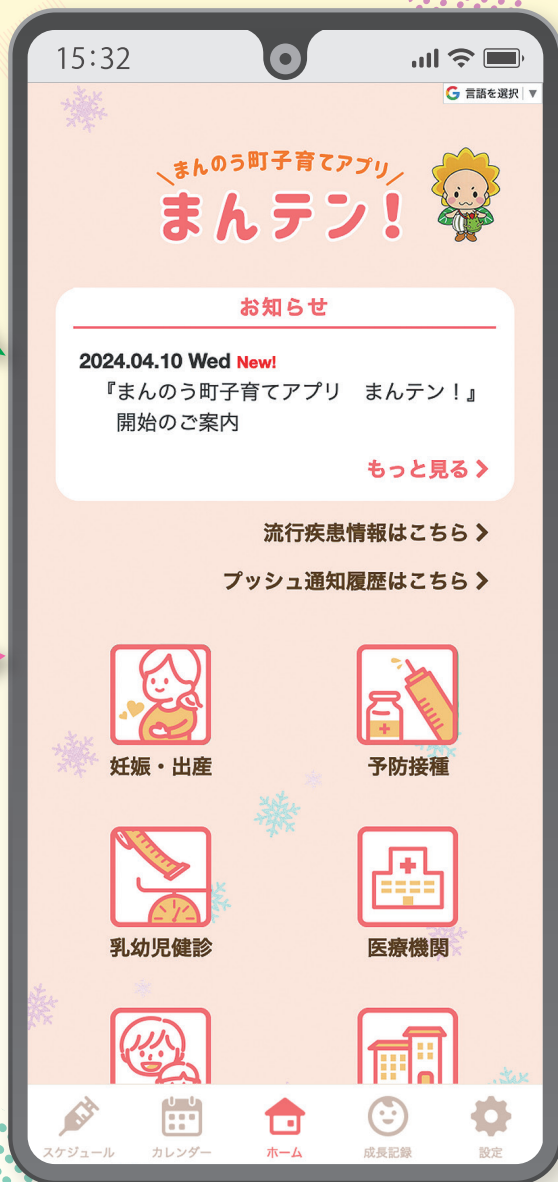 15:32
G 言語を選択 ▼
まんのう町子育てアプリ
まんテン!
お知らせ
2024.04.10 Wed New!
『まんのう町子育てアプリ　まんテン!』
開始のご案内
もっと見る
流行疾患情報はこちら
プッシュ通知履歴はこちら
妊娠・出産
予防接種
乳幼児健診
医療機関
スケジュール
カレンダー
ホーム
成長記録
設定